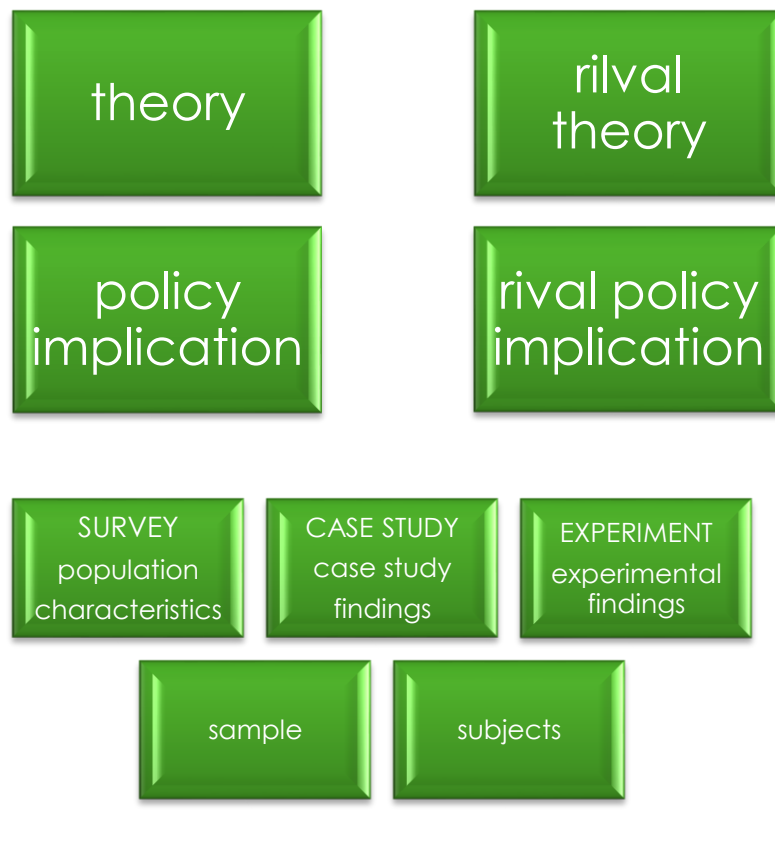 theory
rilval
theory
policy
implication
rival policy
implication
SURVEY
population
characteristics
CASE STUDY
case study
findings
EXPERIMENT
experimental
findings
sample
subjects